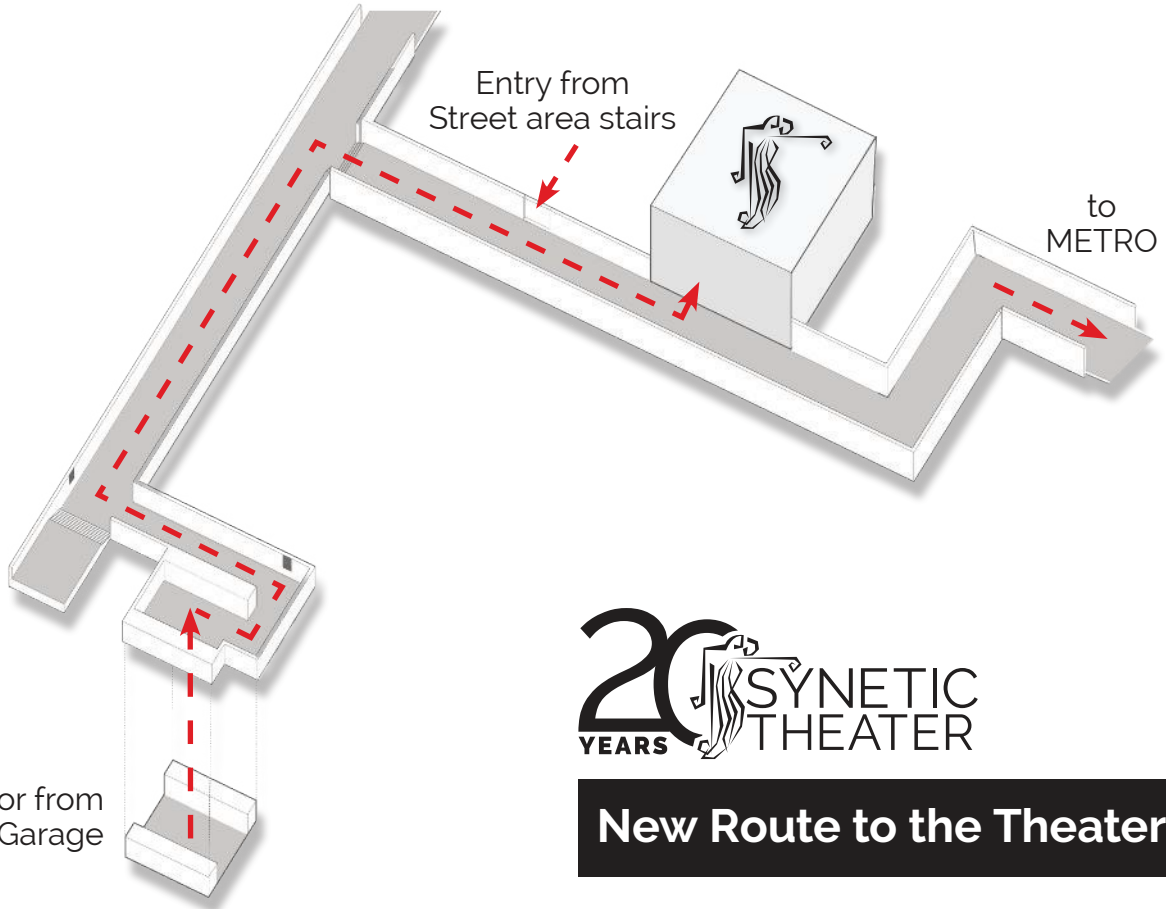 Entry from
Street area stairs
to
METRO
or from
Garage
20
YEARS
SYNETIC
THEATER
New Route to the Theater